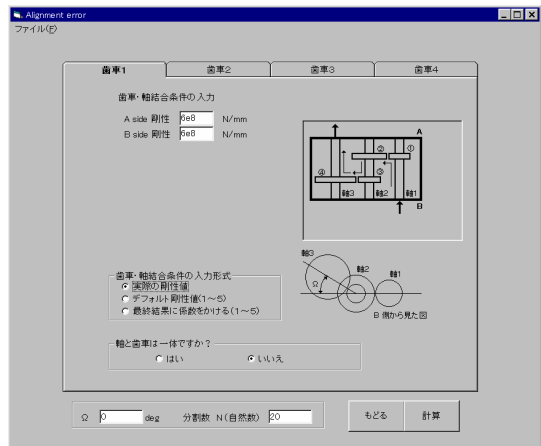 Alignment error
ファイル(F)
歯車1 歯車2 歯車3 歯車4
歯車・軸結合条件の入力
A side 剛性 6e8 N/mm
B side 剛性 6e8 N/mm
A
② ①
④ ③
軸3 軸2 軸1
B
歯車・軸結合条件の入力形式
実際の剛性値
デフォルト剛性値(1～5)
最終結果に係数をかける(1～5)
軸3
軸2 軸1
Ω
B 側から見た図
軸と歯車は一体ですか?
はい いいえ
Ω 0 deg 分割数 N(自然数) 20 もどる 計算